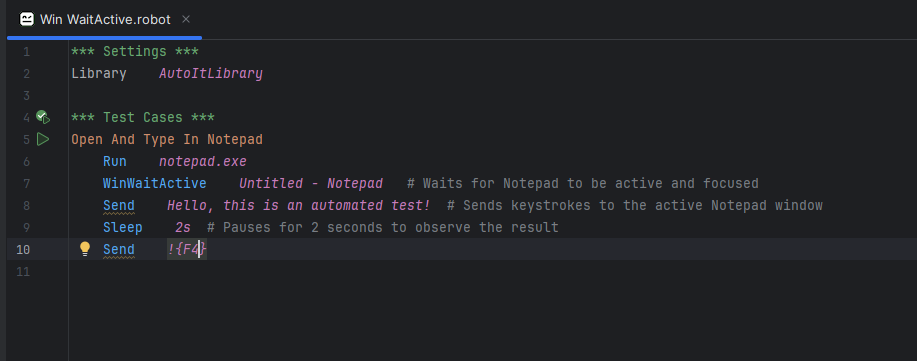 Win WaitActive.robot ×
1 *** Settings ***
2 Library    AutoItLibrary
3
4 *** Test Cases ***
5 Open And Type In Notepad
6     Run    notepad.exe
7     WinWaitActive    Untitled - Notepad   # Waits for Notepad to be active and focused
8     Send    Hello, this is an automated test!  # Sends keystrokes to the active Notepad window
9     Sleep    2s  # Pauses for 2 seconds to observe the result
10     Send    !{F4}
11